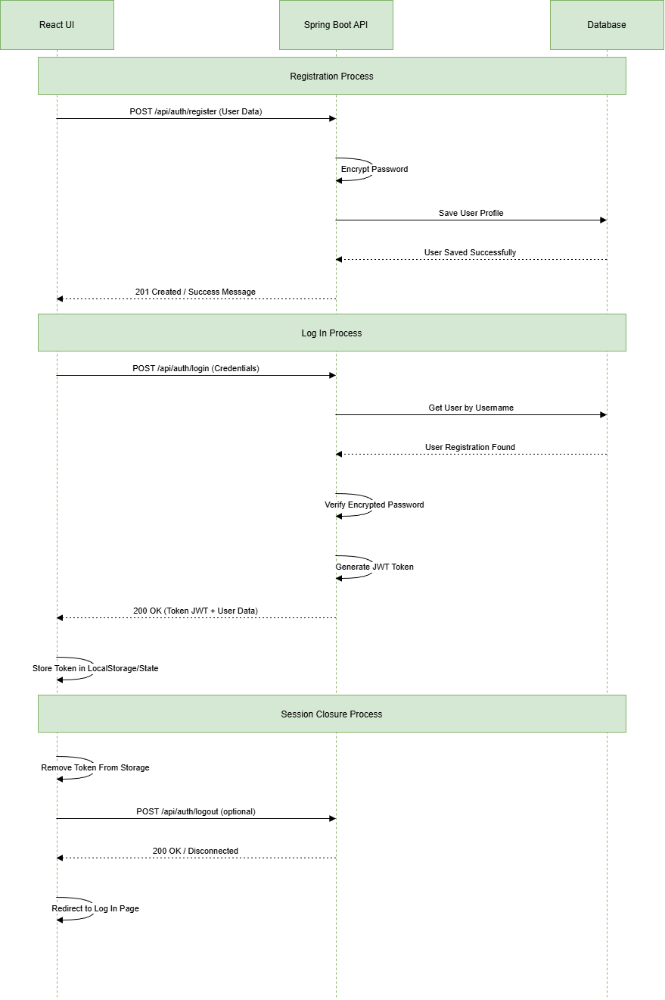 React UI
Spring Boot API
Database
Registration Process
POST /api/auth/register (User Data)
Encrypt Password
Save User Profile
User Saved Successfully
201 Created / Success Message
Log In Process
POST /api/auth/login (Credentials)
Get User by Username
User Registration Found
Verify Encrypted Password
Generate JWT Token
200 OK (Token JWT + User Data)
Store Token in LocalStorage/State
Session Closure Process
Remove Token From Storage
POST /api/auth/logout (optional)
200 OK / Disconnected
Redirect to Log In Page